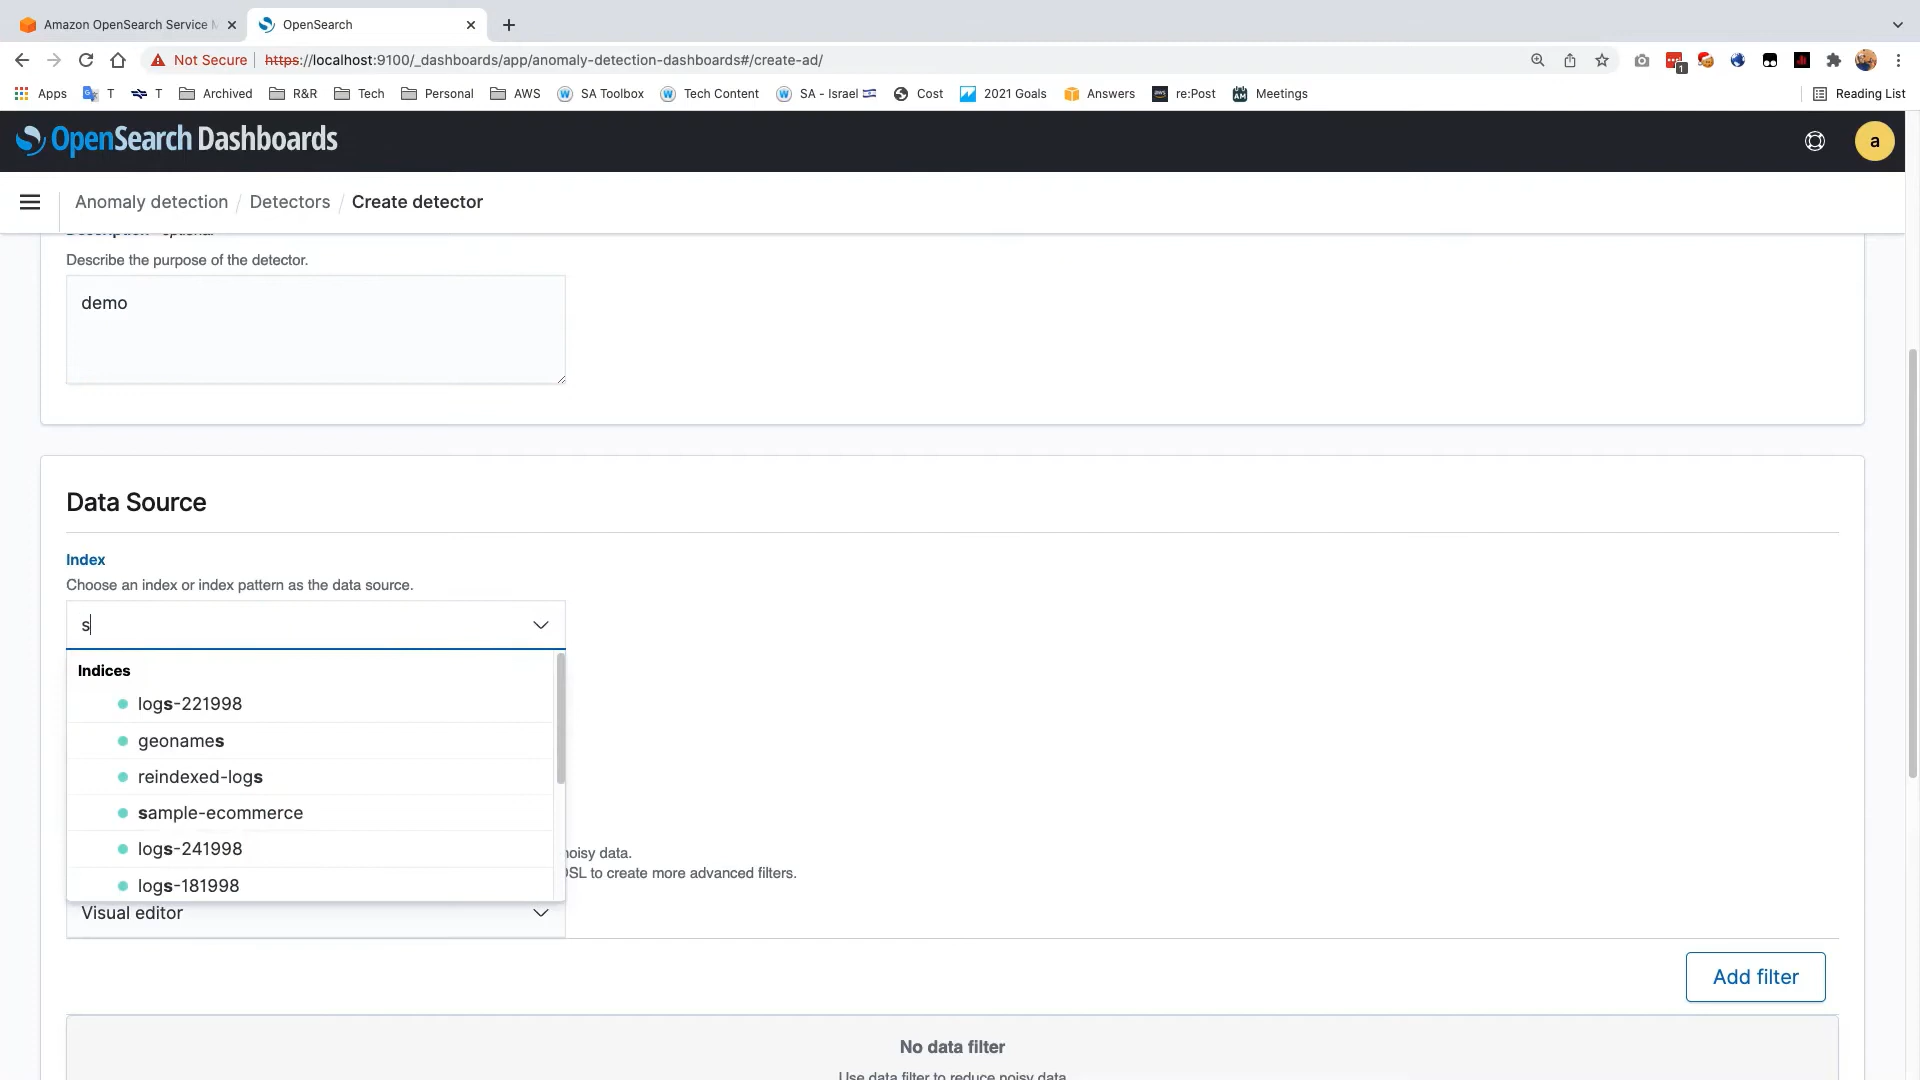 Amazon OpenSearch Service M
OpenSearch
Not Secure
https://localhost:9100/_dashboards/app/anomaly-detection-dashboards#/create-ad/
1
Apps
T
T
Archived
R&R
Tech
Personal
AWS
SA Toolbox
Tech Content
SA - Israel
Cost
2021 Goals
Answers
re:Post
Meetings
Reading List
OpenSearch Dashboards
a
Anomaly detection / Detectors / Create detector
Description - optional
Describe the purpose of the detector.
demo
Data Source
Index
Choose an index or index pattern as the data source.
s
Indices
logs-221998
geonames
reindexed-logs
sample-ecommerce
logs-241998
logs-181998
noisy data.
DSL to create more advanced filters.
Visual editor
Add filter
No data filter
Use data filter to reduce noisy data.